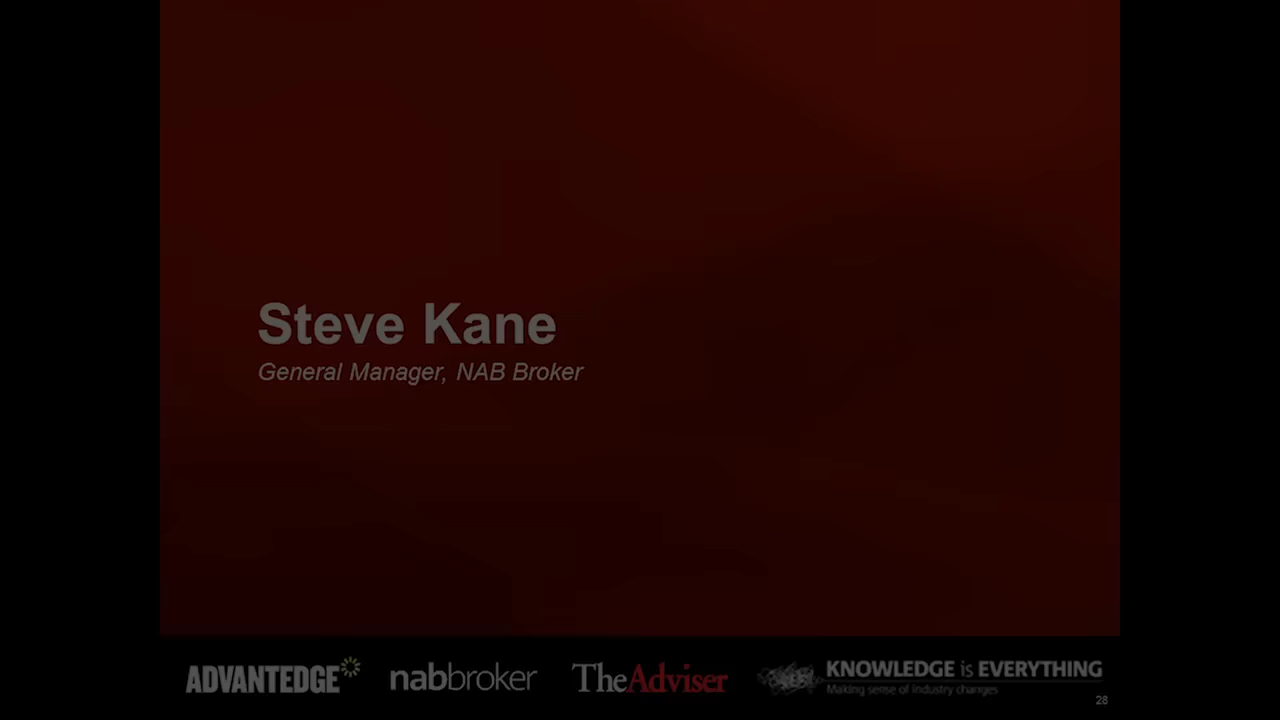 Steve Kane
General Manager, NAB Broker
ADVANTEDGE nabbroker TheAdviser KNOWLEDGE is EVERYTHING
Making sense of industry changes
28